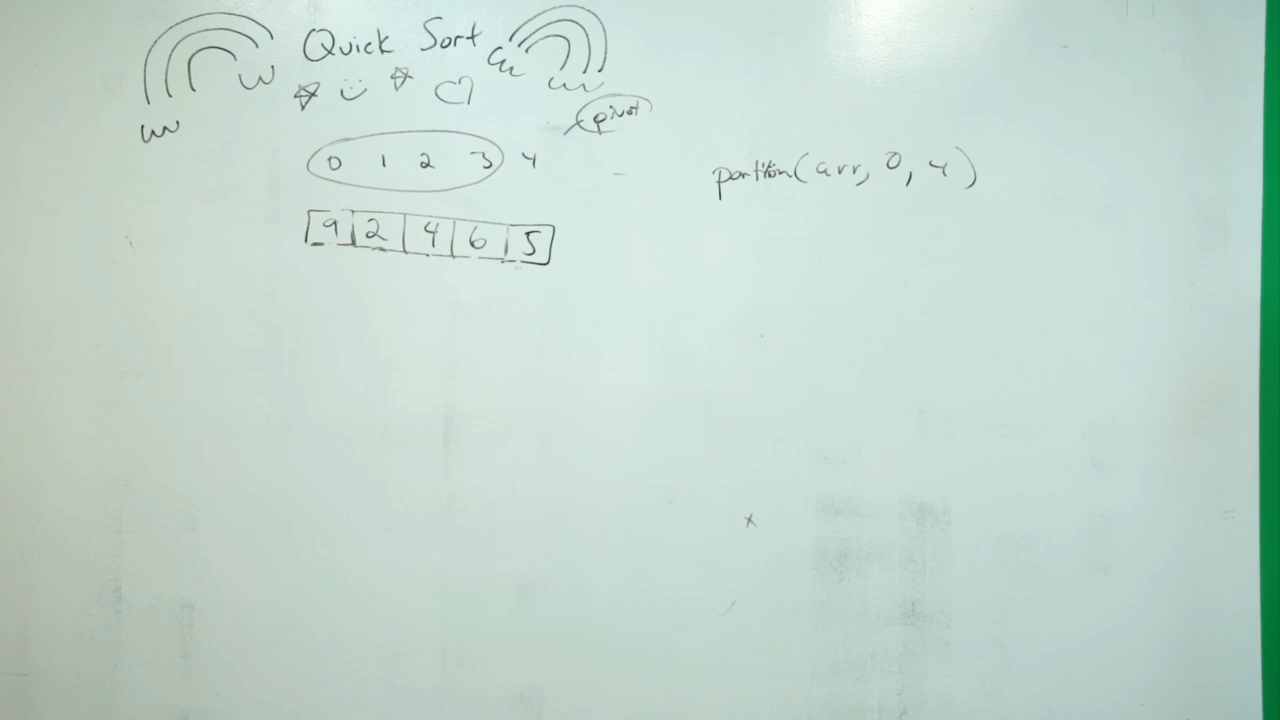 Quick Sort
pivot
0 1 2 3 4
partition(arr, 0, 4)
9 2 4 6 5